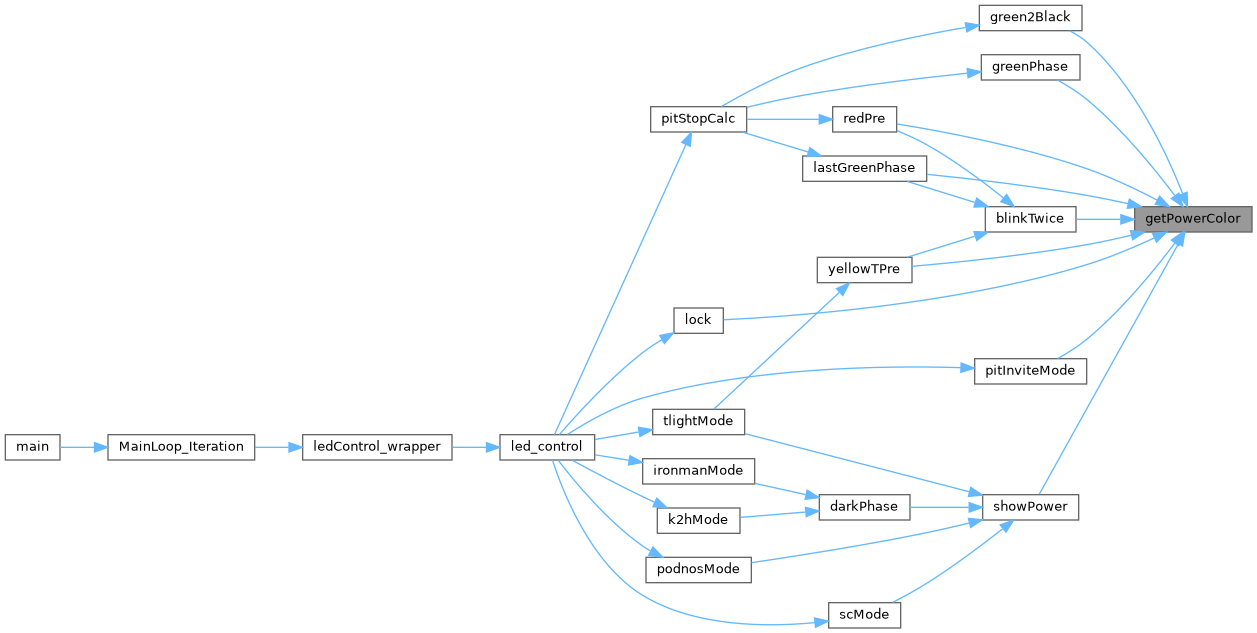 green2Black
greenPhase
pitStopCalc
redPre
lastGreenPhase
blinkTwice
getPowerColor
yellowTPre
lock
pitInviteMode
tlightMode
main
MainLoop_Iteration
ledControl_wrapper
led_control
ironmanMode
darkPhase
showPower
k2hMode
podnosMode
scMode